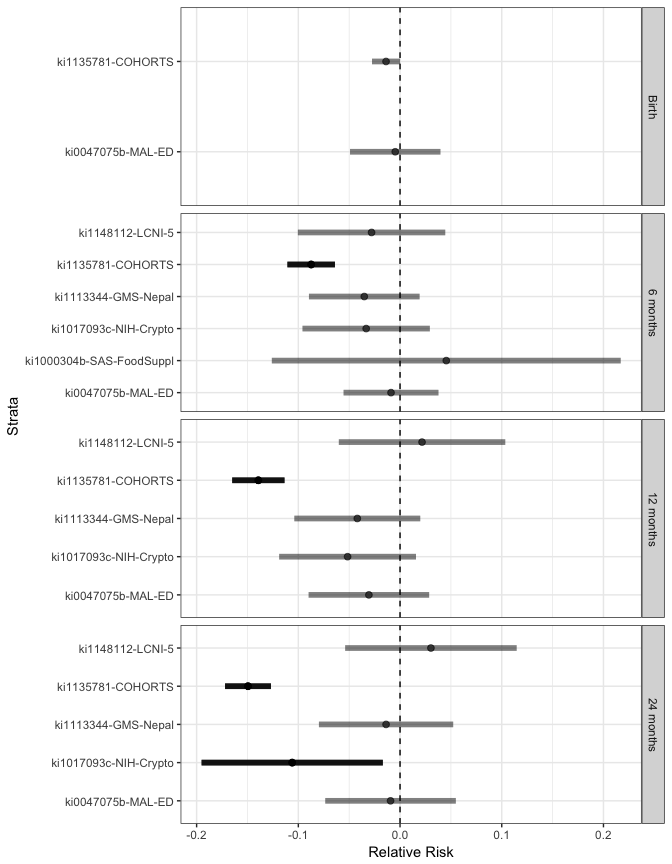 Strata
ki1135781-COHORTS
ki0047075b-MAL-ED
Birth
ki1148112-LCNI-5
ki1135781-COHORTS
ki1113344-GMS-Nepal
ki1017093c-NIH-Crypto
ki1000304b-SAS-FoodSuppl
ki0047075b-MAL-ED
6 months
ki1148112-LCNI-5
ki1135781-COHORTS
ki1113344-GMS-Nepal
ki1017093c-NIH-Crypto
ki0047075b-MAL-ED
12 months
ki1148112-LCNI-5
ki1135781-COHORTS
ki1113344-GMS-Nepal
ki1017093c-NIH-Crypto
ki0047075b-MAL-ED
24 months
-0.2 -0.1 0.0 0.1 0.2
Relative Risk